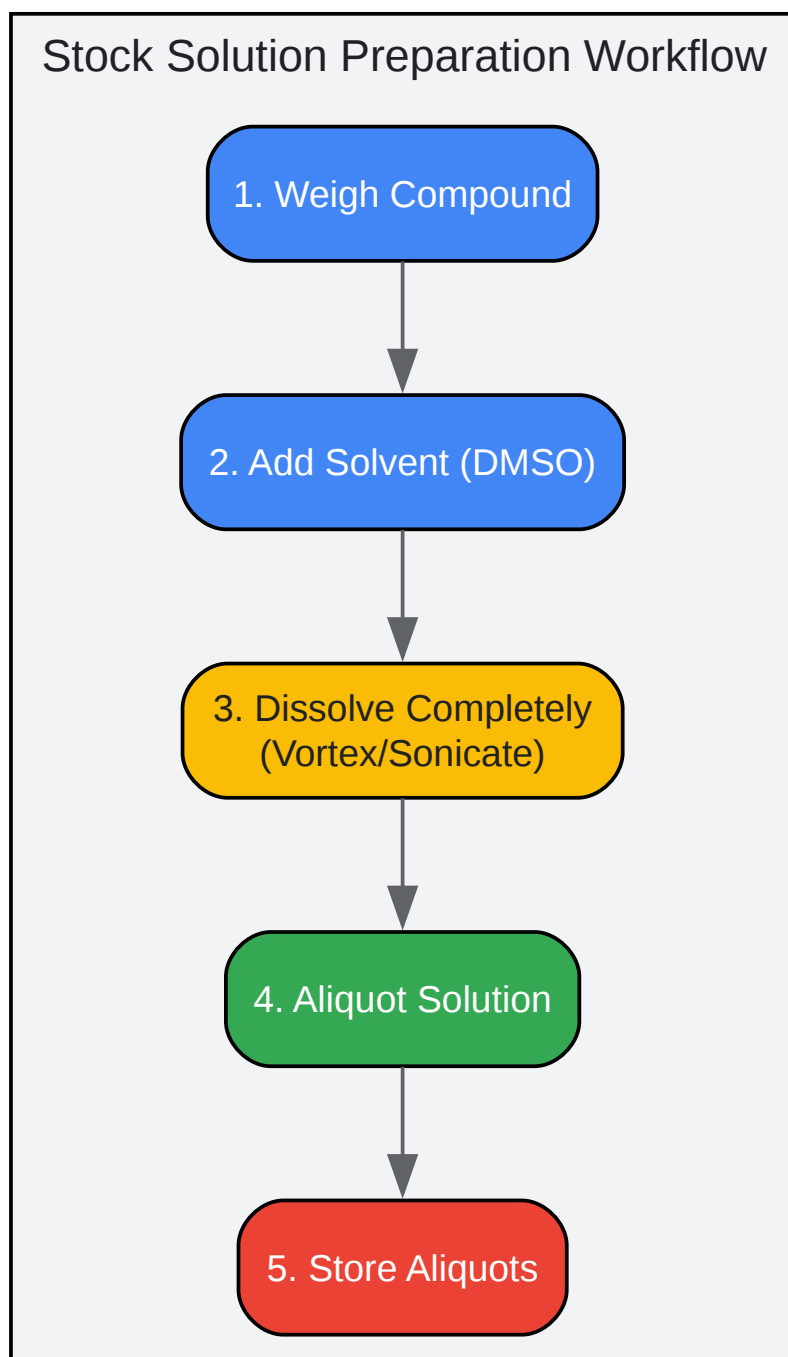 Stock Solution Preparation Workflow
1. Weigh Compound
2. Add Solvent (DMSO)
3. Dissolve Completely
(Vortex/Sonicate)
4. Aliquot Solution
5. Store Aliquots